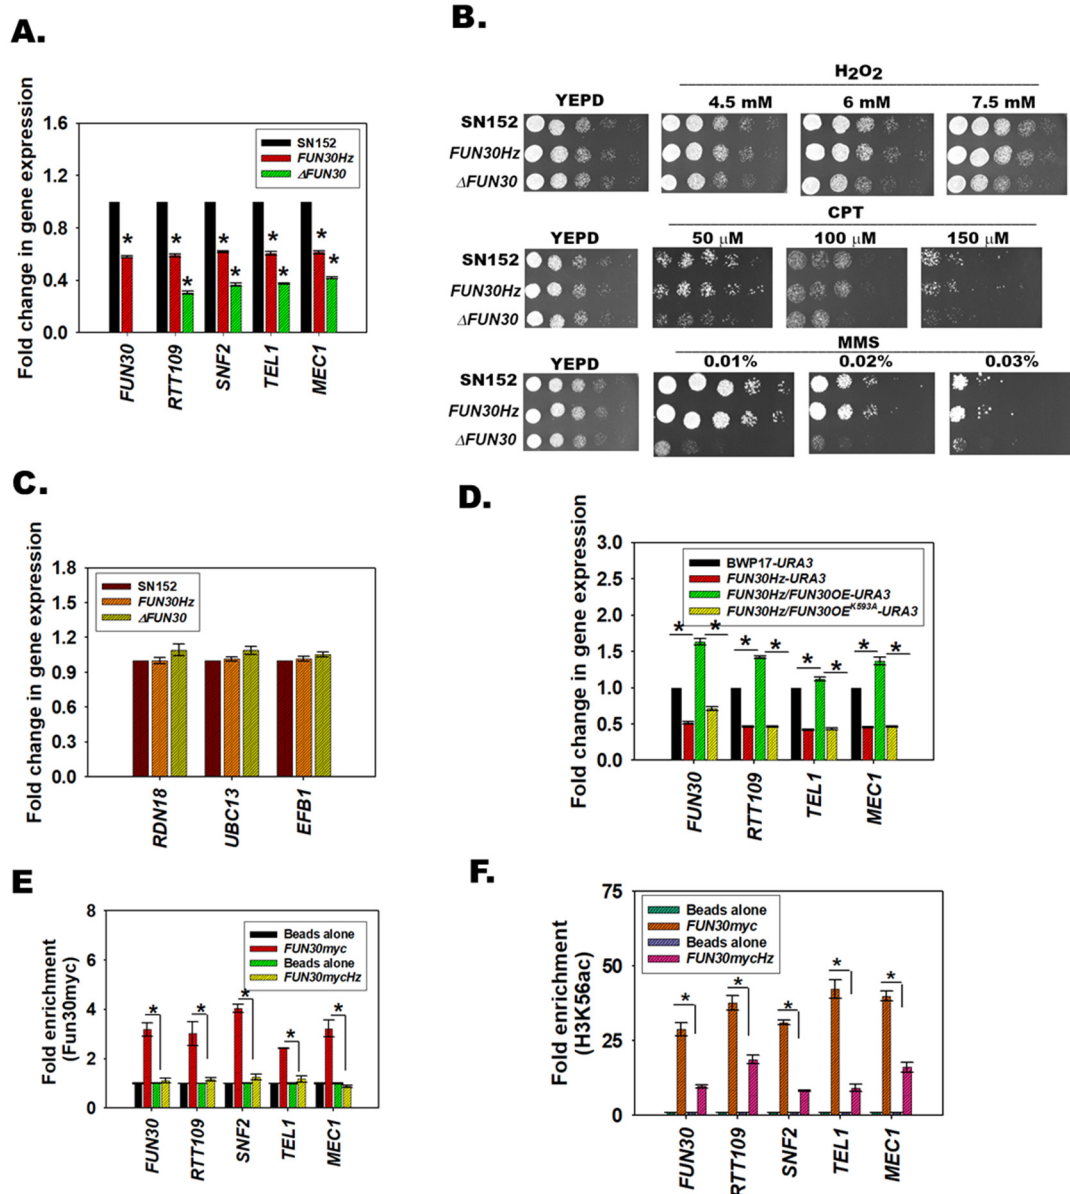 A.
Fold change in gene expression
1.6
1.2
0.8
0.4
0.0
SN152
FUN30Hz
ΔFUN30
*
*
*
*
*
*
*
*
*
FUN30
RTT109
SNF2
TEL1
MEC1
B.
H2O2
YEPD
4.5 mM
6 mM
7.5 mM
SN152
FUN30Hz
ΔFUN30
CPT
YEPD
50 μM
100 μM
150 μM
SN152
FUN30Hz
ΔFUN30
MMS
YEPD
0.01%
0.02%
0.03%
SN152
FUN30Hz
ΔFUN30
C.
Fold change in gene expression
1.8
1.5
1.2
0.9
0.6
0.3
0.0
SN152
FUN30Hz
ΔFUN30
RDN18
UBC13
EFB1
D.
Fold change in gene expression
3.0
2.5
2.0
1.5
1.0
0.5
0.0
BWP17-URA3
FUN30Hz-URA3
FUN30Hz/FUN30OE-URA3
FUN30Hz/FUN30OE^K593A-URA3
*
*
*
*
*
*
*
*
FUN30
RTT109
TEL1
MEC1
E
Fold enrichment
(Fun30myc)
8
6
4
2
0
Beads alone
FUN30myc
Beads alone
FUN30mycHz
*
*
*
*
*
FUN30
RTT109
SNF2
TEL1
MEC1
F.
Fold enrichment
(H3K56ac)
75
50
25
0
Beads alone
FUN30myc
Beads alone
FUN30mycHz
*
*
*
*
*
FUN30
RTT109
SNF2
TEL1
MEC1